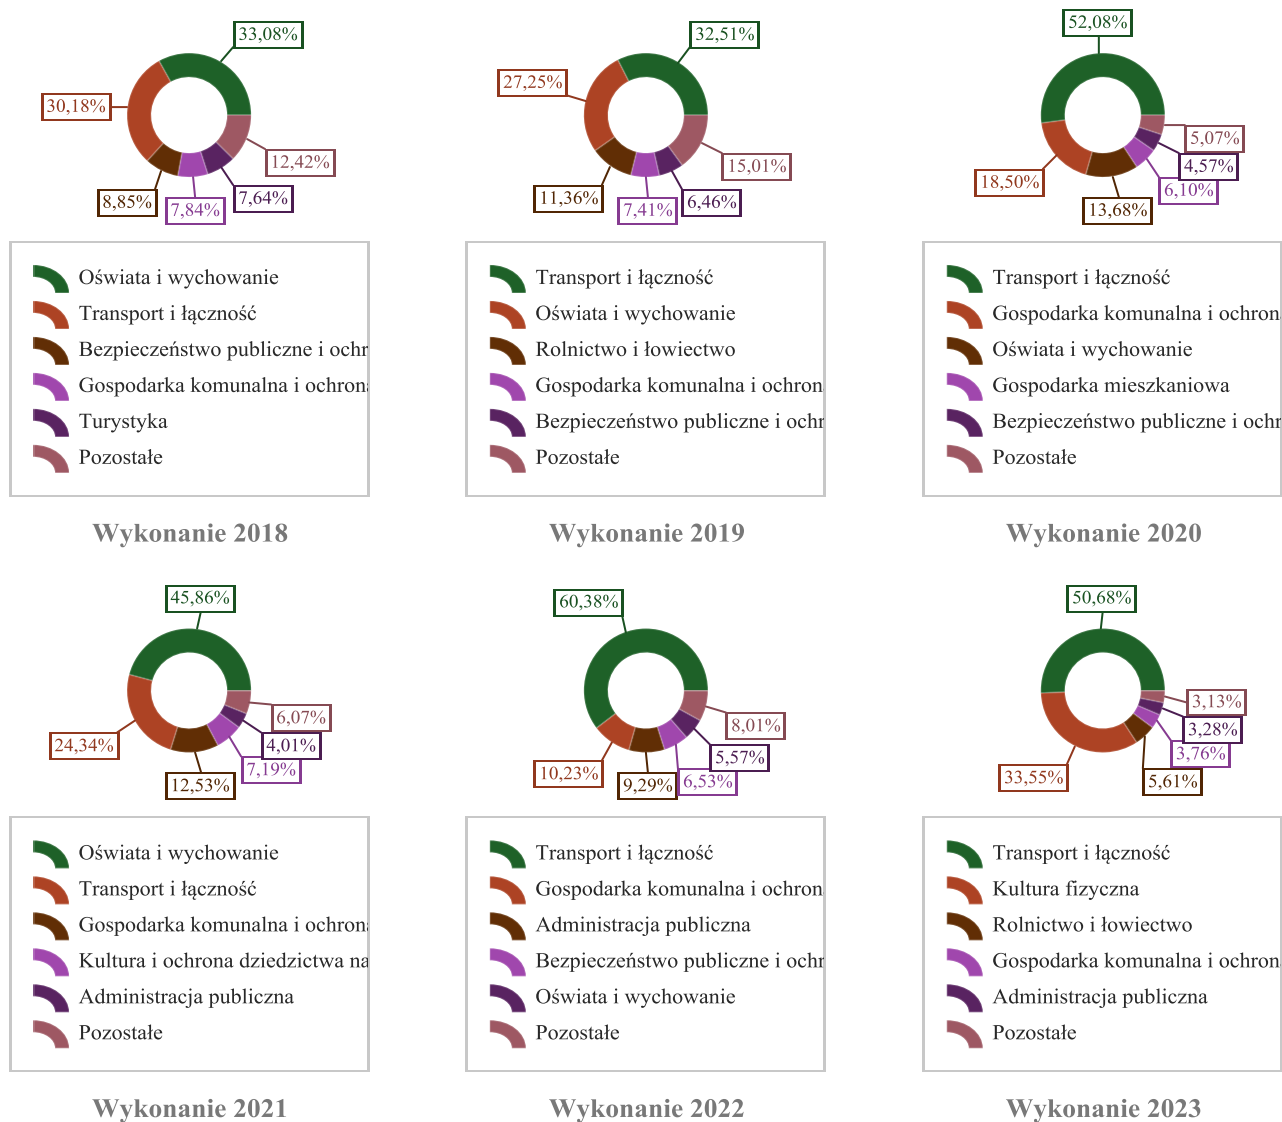 33,08%
30,18%
12,42%
8,85%
7,84%
7,64%
Oświata i wychowanie
Transport i łączność
Bezpieczeństwo publiczne i ochr
Gospodarka komunalna i ochrona
Turystyka
Pozostałe
Wykonanie 2018
32,51%
27,25%
15,01%
11,36%
7,41%
6,46%
Transport i łączność
Oświata i wychowanie
Rolnictwo i łowiectwo
Gospodarka komunalna i ochrona
Bezpieczeństwo publiczne i ochr
Pozostałe
Wykonanie 2019
52,08%
5,07%
4,57%
18,50%
6,10%
13,68%
Transport i łączność
Gospodarka komunalna i ochron
Oświata i wychowanie
Gospodarka mieszkaniowa
Bezpieczeństwo publiczne i ochr
Pozostałe
Wykonanie 2020
45,86%
6,07%
24,34%
4,01%
7,19%
12,53%
Oświata i wychowanie
Transport i łączność
Gospodarka komunalna i ochrona
Kultura i ochrona dziedzictwa na
Administracja publiczna
Pozostałe
Wykonanie 2021
60,38%
8,01%
5,57%
10,23%
6,53%
9,29%
Transport i łączność
Gospodarka komunalna i ochrona
Administracja publiczna
Bezpieczeństwo publiczne i ochr
Oświata i wychowanie
Pozostałe
Wykonanie 2022
50,68%
3,13%
3,28%
3,76%
33,55%
5,61%
Transport i łączność
Kultura fizyczna
Rolnictwo i łowiectwo
Gospodarka komunalna i ochrona
Administracja publiczna
Pozostałe
Wykonanie 2023